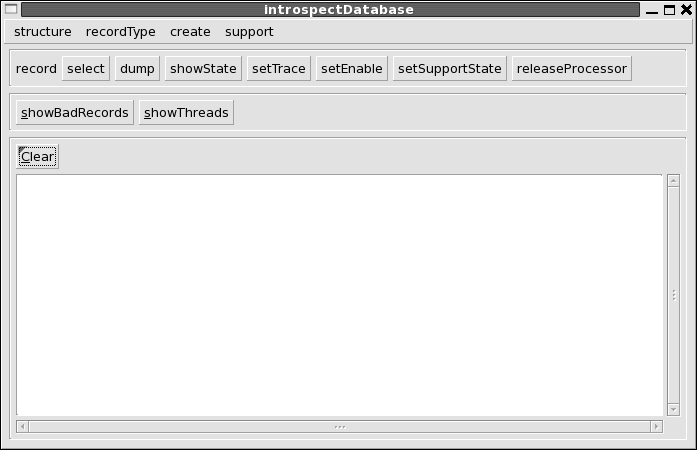 introspectDatabase
structure recordType create support
record select dump showState setTrace setEnable setSupportState releaseProcessor
showBadRecords showThreads
Clear